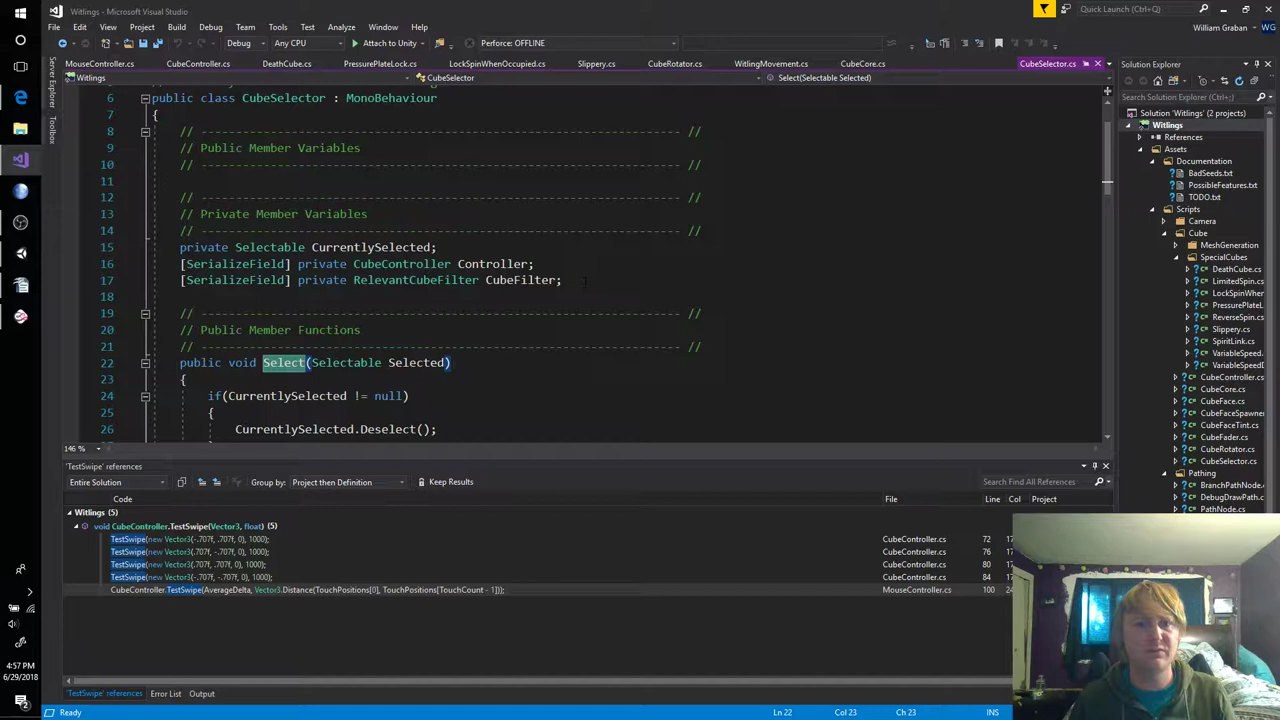 Witlings - Microsoft Visual Studio
Quick Launch (Ctrl+Q)
File Edit View Project Build Debug Team Tools Test Analyze Window Help
William Graban WG
Debug Any CPU Attach to Unity Perforce: OFFLINE
MouseController.cs CubeController.cs DeathCube.cs PressurePlateLock.cs LockSpinWhenOccupied.cs Slippery.cs CubeRotator.cs WitlingMovement.cs CubeCore.cs CubeSelector.cs
Witlings CubeSelector Select(Selectable Selected)
Server Explorer
Toolbox
6 public class CubeSelector : MonoBehaviour
7 {
8 // ---------------------------------------------------------------------- //
9 // Public Member Variables
10 // ---------------------------------------------------------------------- //
11
12 // ---------------------------------------------------------------------- //
13 // Private Member Variables
14 // ---------------------------------------------------------------------- //
15 private Selectable CurrentlySelected;
16 [SerializeField] private CubeController Controller;
17 [SerializeField] private RelevantCubeFilter CubeFilter;
18
19 // ---------------------------------------------------------------------- //
20 // Public Member Functions
21 // ---------------------------------------------------------------------- //
22 public void Select(Selectable Selected)
23 {
24 if(CurrentlySelected != null)
25 {
26 CurrentlySelected.Deselect();
146 %
Solution Explorer
Search Solution Explorer (Ctrl+;)
Solution 'Witlings' (2 projects)
Witlings
References
Assets
Documentation
BadSeeds.txt
PossibleFeatures.txt
TODO.txt
Scripts
Camera
Cube
MeshGeneration
SpecialCubes
DeathCube.cs
LimitedSpin.cs
LockSpinWhe
PressurePlateL
ReverseSpin.c
Slippery.cs
SpiritLink.cs
VariableSpeed.
VariableSpeedD
CubeController.cs
CubeCore.cs
CubeFace.cs
CubeFaceSpawne
CubeFaceTint.cs
CubeFader.cs
CubeRotator.cs
CubeSelector.cs
Pathing
BranchPathNode.c
DebugDrawPath.c
PathNode.cs
'TestSwipe' references
Entire Solution Group by: Project then Definition Keep Results Search Find All References
Code File Line Col Project
Witlings (5)
void CubeController.TestSwipe(Vector3, float) (5)
TestSwipe(new Vector3(-.707f, .707f, 0), 1000); CubeController.cs 72 17
TestSwipe(new Vector3(.707f, -.707f, 0), 1000); CubeController.cs 76 17
TestSwipe(new Vector3(.707f, .707f, 0), 1000); CubeController.cs 80 17
TestSwipe(new Vector3(-.707f, -.707f, 0), 1000); CubeController.cs 84 17
CubeController.TestSwipe(AverageDelta, Vector3.Distance(TouchPositions[0], TouchPositions[TouchCount - 1])); MouseController.cs 100 24
'TestSwipe' references Error List Output
Ready Ln 22 Col 23 Ch 23 INS
4:57 PM
6/29/2018
2